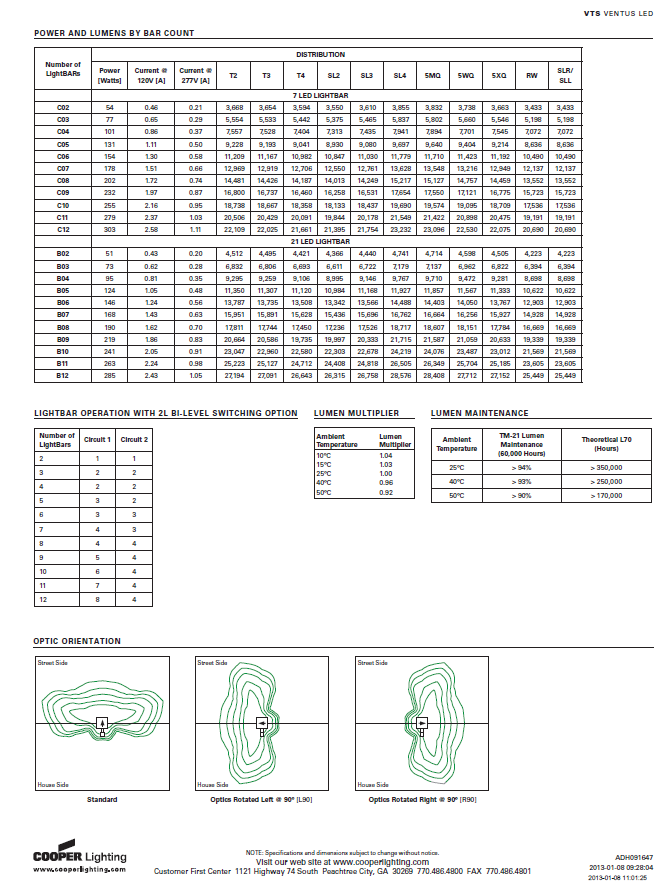 VTS VENTUS LED
POWER AND LUMENS BY BAR COUNT
Number of LightBARs | Power [Watts] | Current @ 120V [A] | Current @ 277V [A] | DISTRIBUTION
T2 | T3 | T4 | SL2 | SL3 | SL4 | 5MQ | 5WQ | 5XQ | RW | SLR/SLL
7 LED LIGHTBAR
C02 54 0.46 0.21 3,668 3,654 3,594 3,550 3,610 3,855 3,832 3,738 3,663 3,433 3,433
C03 77 0.65 0.29 5,554 5,533 5,442 5,375 5,465 5,837 5,802 5,660 5,546 5,198 5,198
C04 101 0.86 0.37 7,557 7,528 7,404 7,313 7,435 7,941 7,894 7,701 7,545 7,072 7,072
C05 131 1.11 0.50 9,228 9,193 9,041 8,930 9,080 9,697 9,640 9,404 9,214 8,636 8,636
C06 154 1.30 0.58 11,209 11,167 10,982 10,847 11,030 11,779 11,710 11,423 11,192 10,490 10,490
C07 178 1.51 0.66 12,969 12,919 12,706 12,550 12,761 13,628 13,548 13,216 12,949 12,137 12,137
C08 202 1.72 0.74 14,481 14,426 14,187 14,013 14,249 15,217 15,127 14,757 14,459 13,552 13,552
C09 232 1.97 0.87 16,800 16,737 16,460 16,258 16,531 17,654 17,550 17,121 16,775 15,723 15,723
C10 255 2.16 0.95 18,738 18,667 18,358 18,133 18,437 19,690 19,574 19,095 18,709 17,536 17,536
C11 279 2.37 1.03 20,506 20,429 20,091 19,844 20,178 21,549 21,422 20,898 20,475 19,191 19,191
C12 303 2.58 1.11 22,109 22,025 21,661 21,395 21,754 23,232 23,096 22,530 22,075 20,690 20,690
21 LED LIGHTBAR
B02 51 0.43 0.20 4,512 4,495 4,421 4,366 4,440 4,741 4,714 4,598 4,505 4,223 4,223
B03 73 0.62 0.28 6,832 6,806 6,693 6,611 6,722 7,179 7,137 6,962 6,822 6,394 6,394
B04 95 0.81 0.35 9,295 9,259 9,106 8,995 9,146 9,767 9,710 9,472 9,281 8,698 8,698
B05 124 1.05 0.48 11,350 11,307 11,120 10,984 11,168 11,927 11,857 11,567 11,333 10,622 10,622
B06 146 1.24 0.56 13,787 13,735 13,508 13,342 13,566 14,488 14,403 14,050 13,767 12,903 12,903
B07 168 1.43 0.63 15,951 15,891 15,628 15,436 15,696 16,762 16,664 16,256 15,927 14,928 14,928
B08 190 1.62 0.70 17,811 17,744 17,450 17,236 17,526 18,717 18,607 18,151 17,784 16,669 16,669
B09 219 1.86 0.83 20,664 20,586 19,735 19,997 20,333 21,715 21,587 21,059 20,633 19,339 19,339
B10 241 2.05 0.91 23,047 22,960 22,580 22,303 22,678 24,219 24,076 23,487 23,012 21,569 21,569
B11 263 2.24 0.98 25,223 25,127 24,712 24,408 24,818 26,505 26,349 25,704 25,185 23,605 23,605
B12 285 2.43 1.05 27,194 27,091 26,643 26,315 26,758 28,576 28,408 27,712 27,152 25,449 25,449
LIGHTBAR OPERATION WITH 2L BI-LEVEL SWITCHING OPTION
Number of LightBars | Circuit 1 | Circuit 2
2 1 1
3 2 2
4 2 2
5 3 2
6 3 3
7 4 3
8 4 4
9 5 4
10 6 4
11 7 4
12 8 4
LUMEN MULTIPLIER
Ambient Temperature | Lumen Multiplier
10ºC 1.04
15ºC 1.03
25ºC 1.00
40ºC 0.96
50ºC 0.92
LUMEN MAINTENANCE
Ambient Temperature | TM-21 Lumen Maintenance (60,000 Hours) | Theoretical L70 (Hours)
25ºC > 94% > 350,000
40ºC > 93% > 250,000
50ºC > 90% > 170,000
OPTIC ORIENTATION
Street Side
House Side
Standard
Street Side
House Side
Optics Rotated Left @ 90º [L90]
Street Side
House Side
Optics Rotated Right @ 90º [R90]
COOPER Lighting
www.cooperlighting.com
NOTE: Specifications and dimensions subject to change without notice.
Visit our web site at www.cooperlighting.com
Customer First Center 1121 Highway 74 South Peachtree City, GA 30269 770.486.4800 FAX 770.486.4801
ADH091647
2013-01-08 09:28:04
2013-01-08 11:01:25